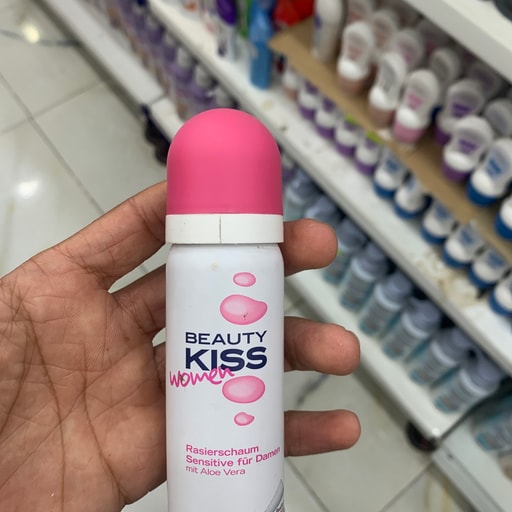 BEAUTY
KISS
women
Rasierschaum
Sensitive für Damen
mit Aloe Vera